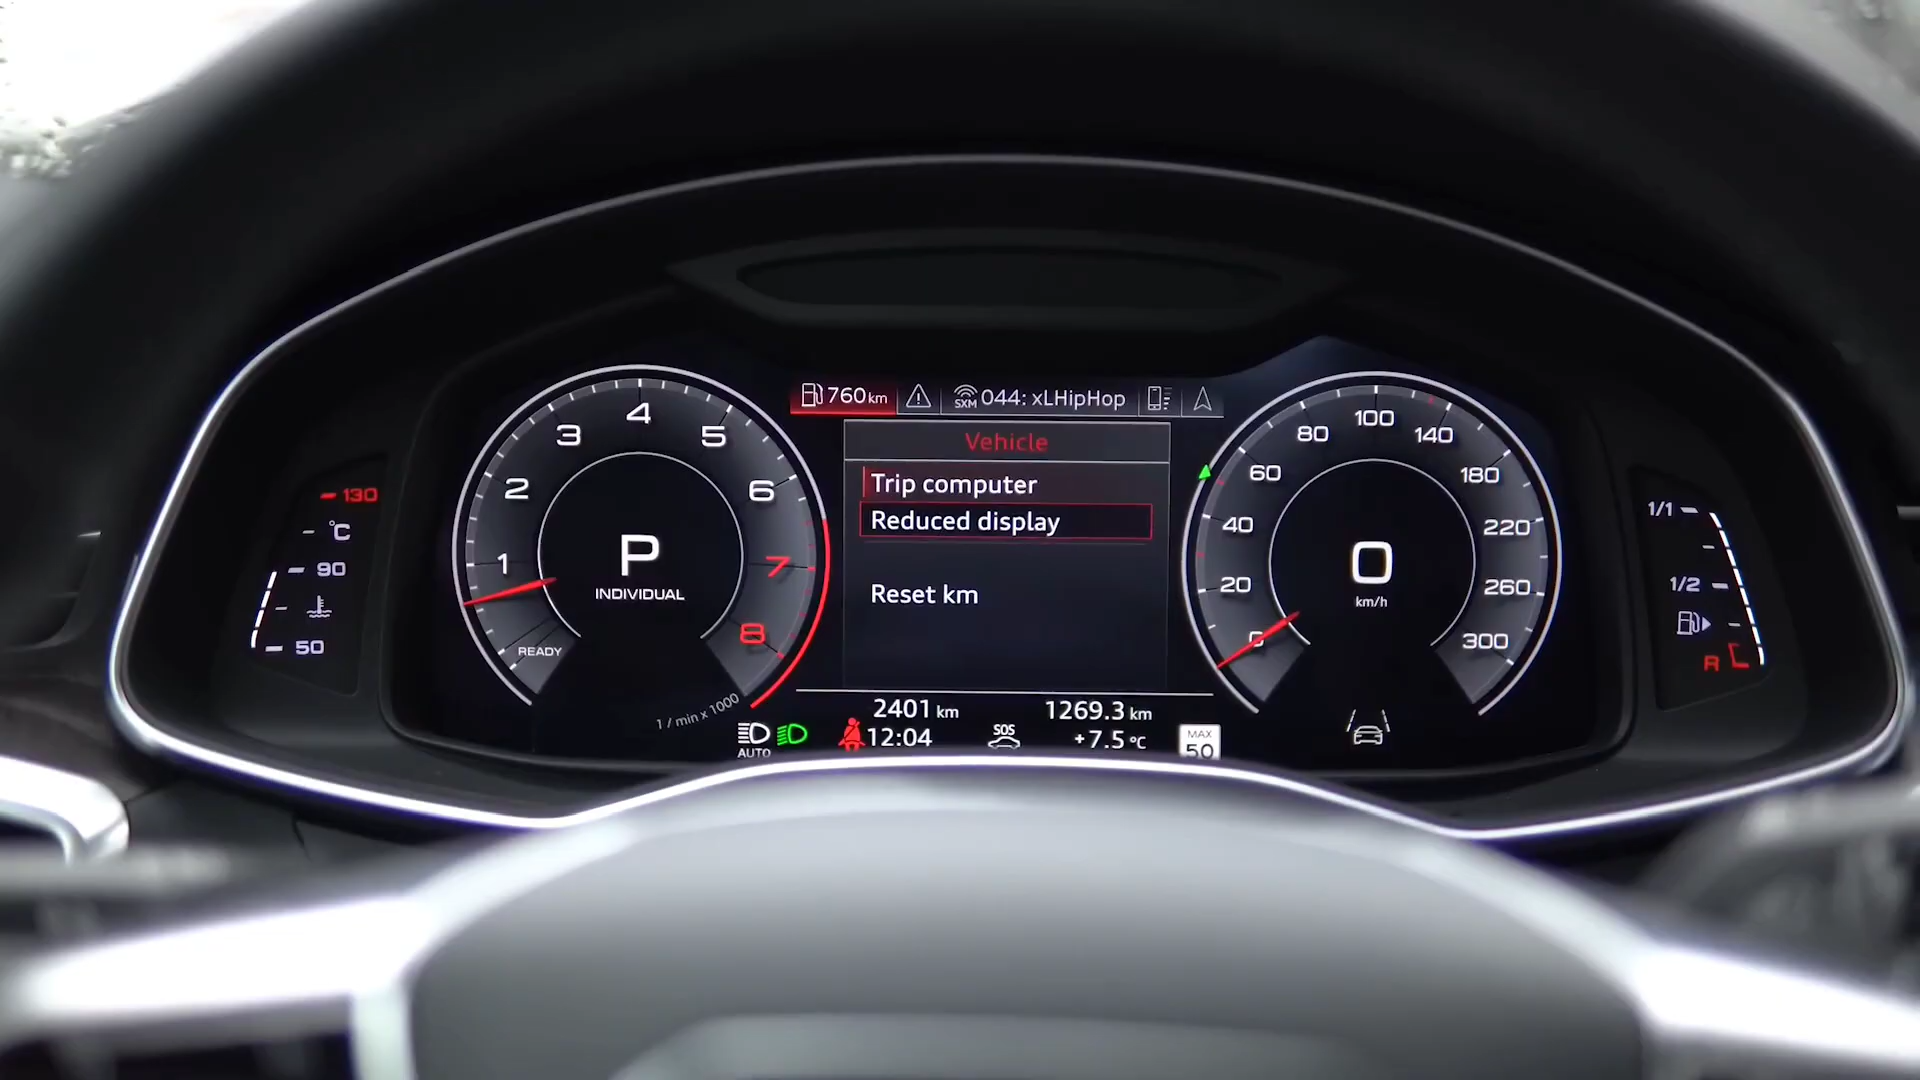 760 km
SXM 044: xLHipHop
Vehicle
Trip computer
Reduced display
Reset km
130
°C
90
50
1
2
3
4
5
6
7
8
READY
P
INDIVIDUAL
1 / min x 1000
0
20
40
60
80
100
140
180
220
260
300
0
km/h
1/1
1/2
R
2401 km
1269.3 km
AUTO
12:04
SOS
+7.5 °C
MAX
50